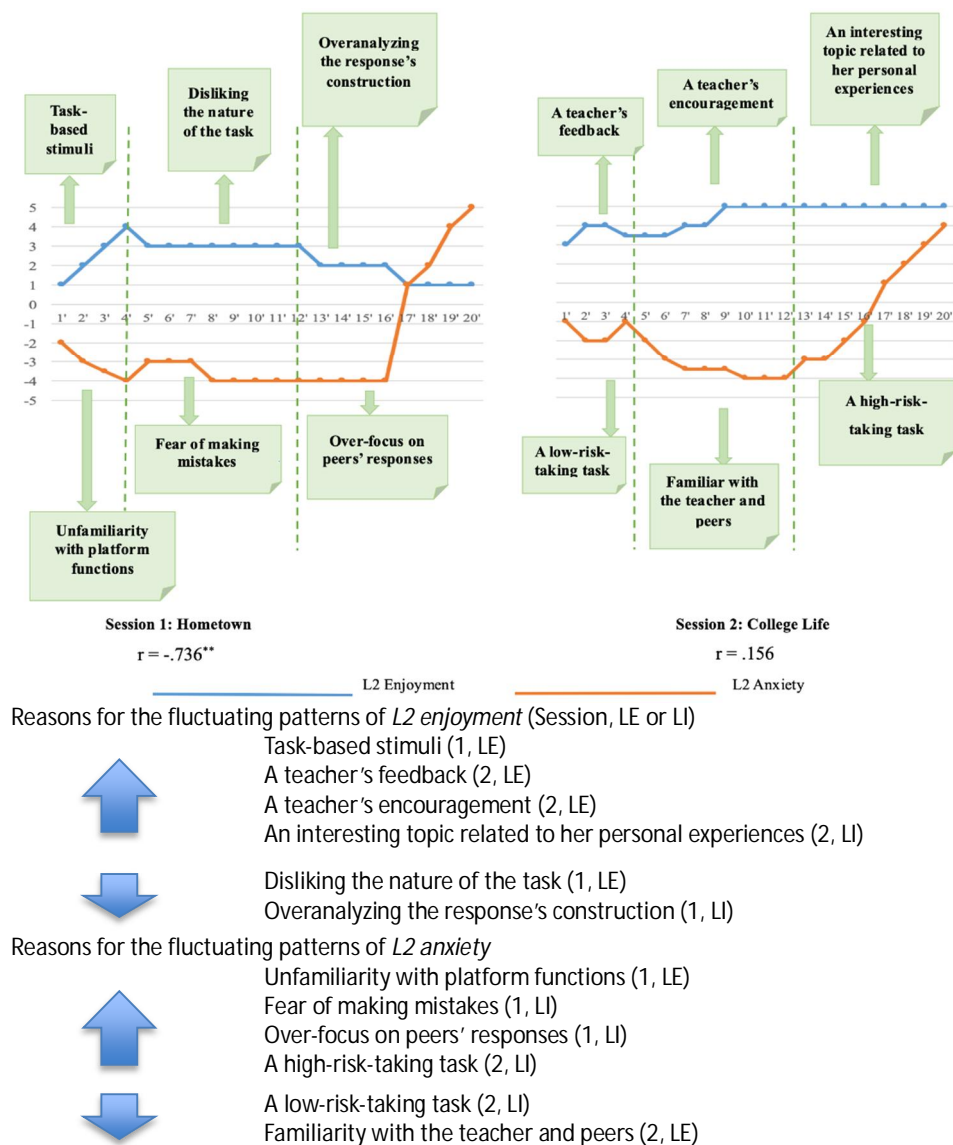 Task-
based
stimuli
Disliking
the nature
of the task
Overanalyzing
the response's
construction
A teacher's
feedback
A teacher's
encouragement
An interesting
topic related to
her personal
experiences
5
4
3
2
1
0
-1
-2
-3
-4
-5
1' 2' 3' 4' 5' 6' 7' 8' 9' 10' 11' 12' 13' 14' 15' 16' 17' 18' 19' 20'
1' 2' 3' 4' 5' 6' 7' 8' 9' 10' 11' 12' 13' 14' 15' 16' 17' 18' 19' 20'
Unfamiliarity
with platform
functions
Fear of making
mistakes
Over-focus on
peers' responses
A low-risk-
taking task
Familiar with
the teacher and
peers
A high-risk-
taking task
Session 1: Hometown
r = -.736**
Session 2: College Life
r = .156
L2 Enjoyment
L2 Anxiety
Reasons for the fluctuating patterns of L2 enjoyment (Session, LE or LI)
Task-based stimuli (1, LE)
A teacher's feedback (2, LE)
A teacher's encouragement (2, LE)
An interesting topic related to her personal experiences (2, LI)
Disliking the nature of the task (1, LE)
Overanalyzing the response's construction (1, LI)
Reasons for the fluctuating patterns of L2 anxiety
Unfamiliarity with platform functions (1, LE)
Fear of making mistakes (1, LI)
Over-focus on peers' responses (1, LI)
A high-risk-taking task (2, LI)
A low-risk-taking task (2, LI)
Familiarity with the teacher and peers (2, LE)